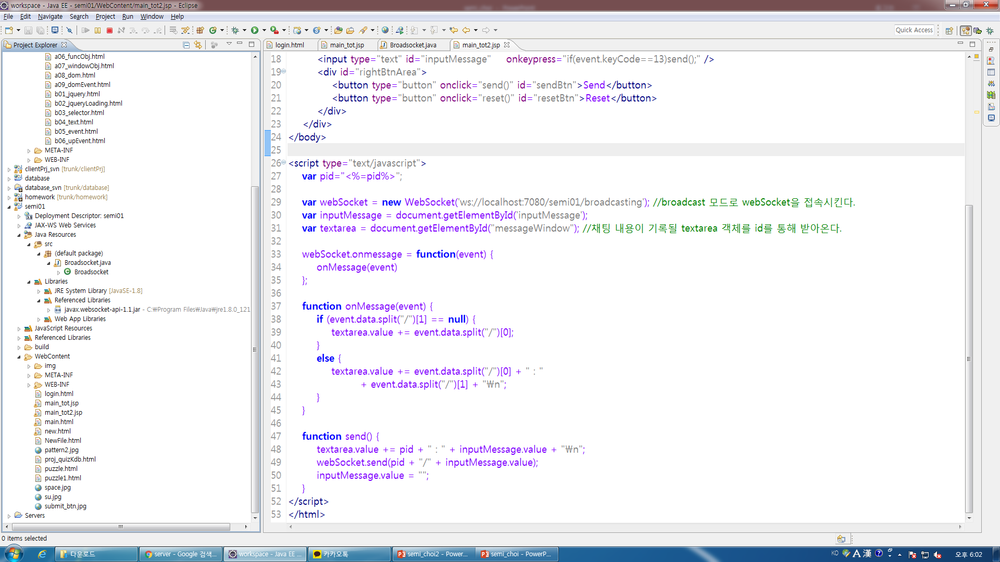 workspace - Java EE - semi01/WebContent/main_tot2.jsp - Eclipse
File Edit Navigate Search Project Run Window Help
Quick Access
Project Explorer
login.html main_tot.jsp Broadsocket.java main_tot2.jsp
a06_funcObj.html
a07_windowObj.html
a08_dom.html
a09_domEvent.html
b01_jquery.html
b02_jqueryLoading.html
b03_selector.html
b04_text.html
b05_event.html
b06_upEvent.html
META-INF
WEB-INF
clientPrj_svn [trunk/clientPrj]
database
database_svn [trunk/database]
homework [trunk/homework]
semi01
Deployment Descriptor: semi01
JAX-WS Web Services
Java Resources
src
(default package)
Broadsocket.java
Broadsocket
Libraries
JRE System Library [JavaSE-1.8]
Referenced Libraries
javax.websocket-api-1.1.jar - C:₩Program Files₩Java₩jre1.8.0_121
Web App Libraries
JavaScript Resources
Referenced Libraries
build
WebContent
img
META-INF
WEB-INF
login.html
main_tot.jsp
main_tot2.jsp
main.html
new.html
NewFile.html
pattern2.jpg
proj_quizKdb.html
puzzle.html
puzzle1.html
space.jpg
su.jpg
submit_btn.jpg
Servers
18 <input type="text" id="inputMessage" onkeypress="if(event.keyCode==13)send();" />
19 <div id="rightBtnArea">
20 <button type="button" onclick="send()" id="sendBtn">Send</button>
21 <button type="button" onclick="reset()" id="resetBtn">Reset</button>
22 </div>
23 </div>
24 </body>
25
26 <script type="text/javascript">
27 var pid="<%=pid%>";
28
29 var webSocket = new WebSocket('ws://localhost:7080/semi01/broadcasting'); //broadcast 모드로 webSocket을 접속시킨다.
30 var inputMessage = document.getElementById('inputMessage');
31 var textarea = document.getElementById("messageWindow"); //채팅 내용이 기록될 textarea 객체를 id를 통해 받아온다.
32
33 webSocket.onmessage = function(event) {
34 onMessage(event)
35 };
36
37 function onMessage(event) {
38 if (event.data.split("/")[1] == null) {
39 textarea.value += event.data.split("/")[0];
40 }
41 else {
42 textarea.value += event.data.split("/")[0] + " : "
43 + event.data.split("/")[1] + "₩n";
44 }
45 }
46
47 function send() {
48 textarea.value += pid + " : " + inputMessage.value + "₩n";
49 webSocket.send(pid + "/" + inputMessage.value);
50 inputMessage.value = "";
51 }
52 </script>
53 </html>
0 items selected
다운로드
server - Google 검색...
workspace - Java EE ...
카카오톡
semi_choi2 - Power...
semi_choi - PowerP...
KO A 漢
오후 6:02